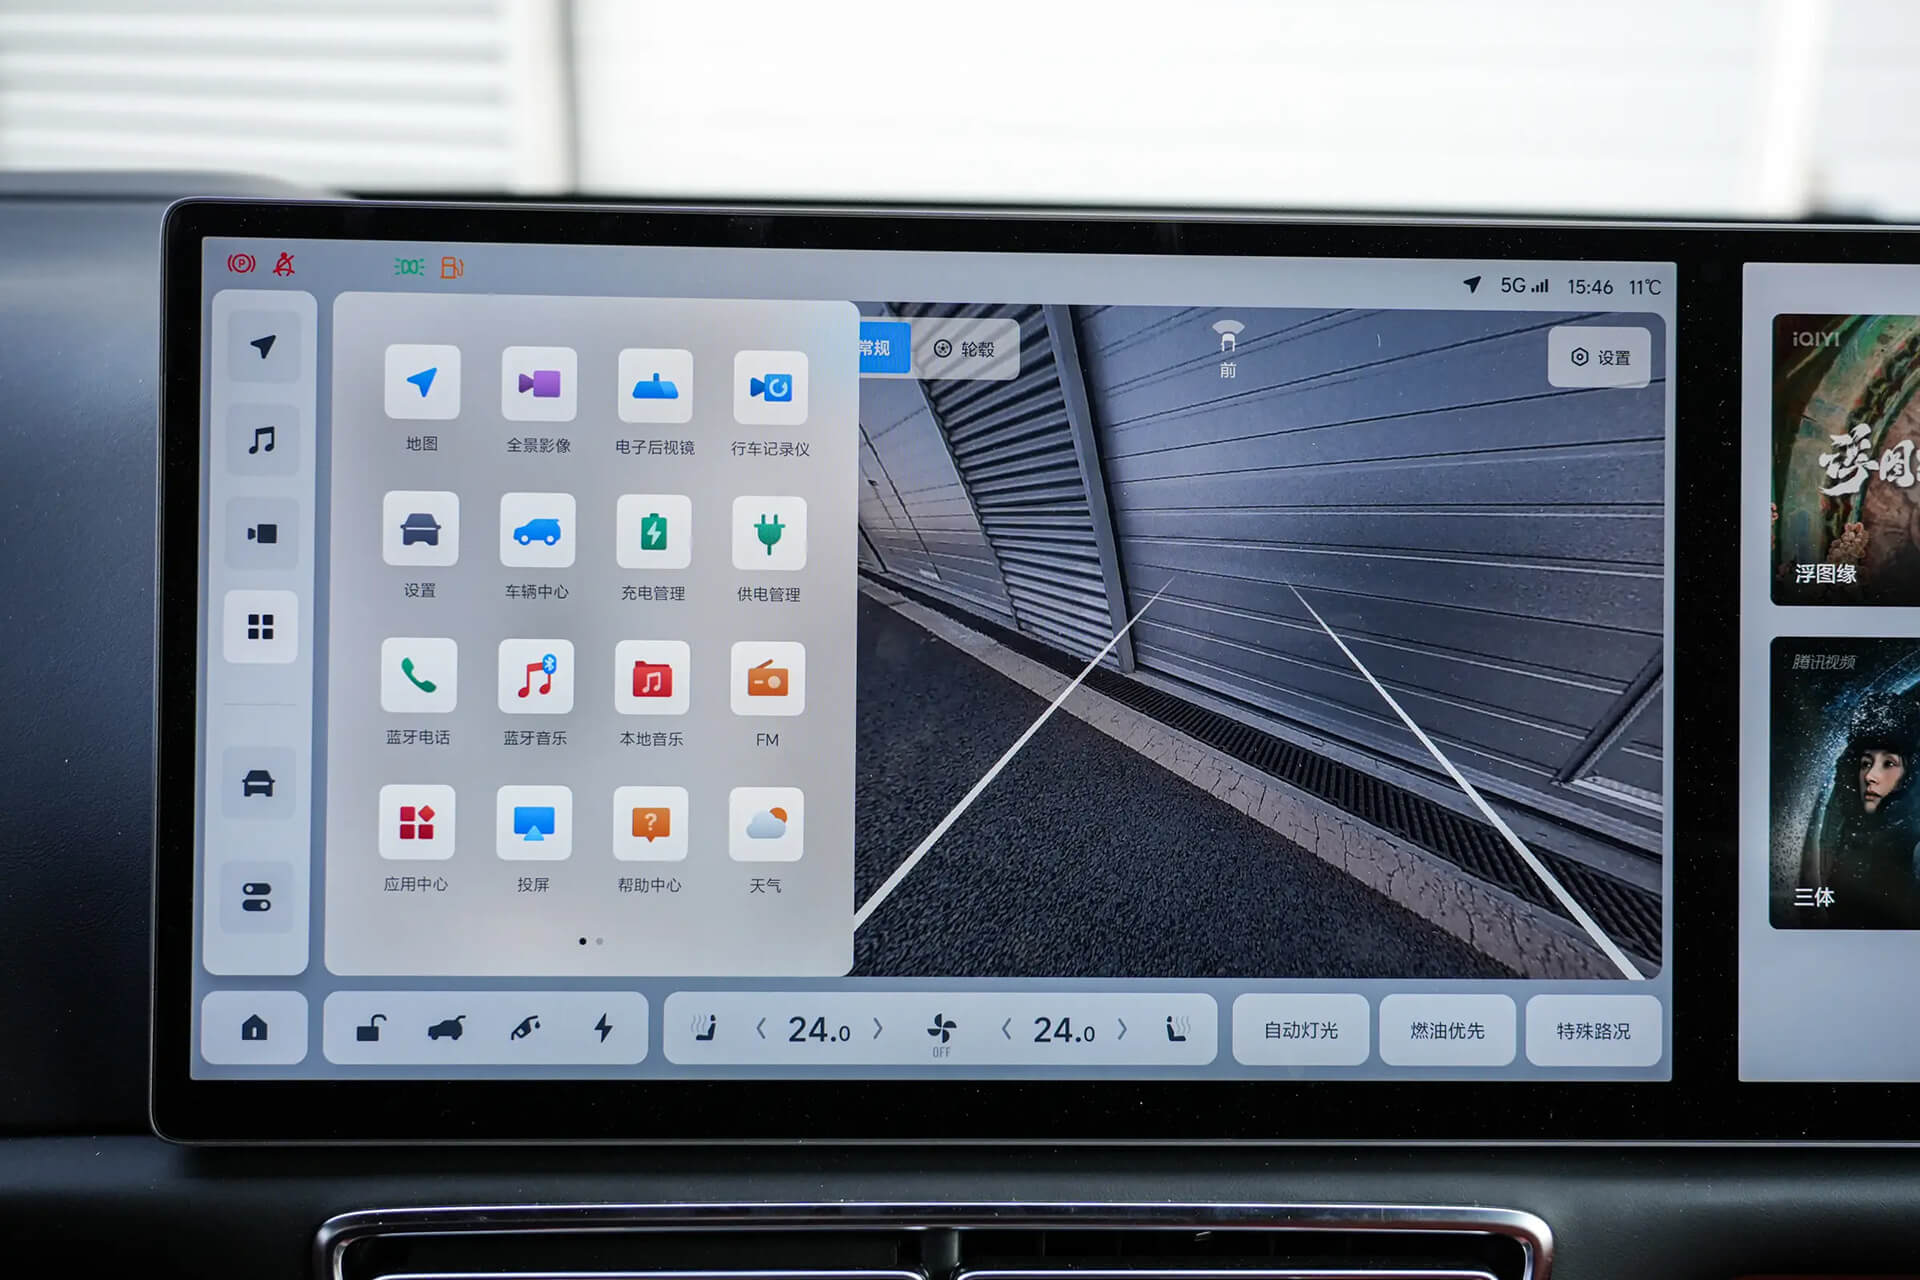 5G 15:46 11℃
常规 轮毂
前
设置
地图 全景影像 电子后视镜 行车记录仪
设置 车辆中心 充电管理 供电管理
蓝牙电话 蓝牙音乐 本地音乐 FM
应用中心 投屏 帮助中心 天气
24.0 OFF 24.0 自动灯光 燃油优先 特殊路况
iQIYI
浮图
浮图缘
腾讯视频
三体